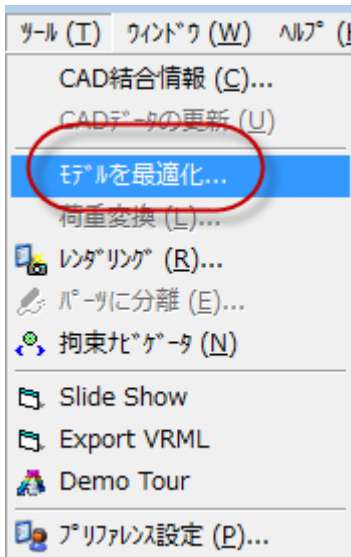 ﾂｰﾙ (T) ｳｨﾝﾄﾞｳ (W) ﾍﾙﾌﾟ (
CAD結合情報 (C)...
CADﾃﾞｰﾀの更新 (U)
ﾓﾃﾞﾙを最適化...
荷重変換 (L)...
ﾚﾝﾀﾞﾘﾝｸﾞ (R)...
ﾊﾟｰﾂに分離 (E)...
拘束ﾅﾋﾞｹﾞｰﾀ (N)
Slide Show
Export VRML
Demo Tour
ﾌﾟﾘﾌｧﾚﾝｽ設定 (P)...